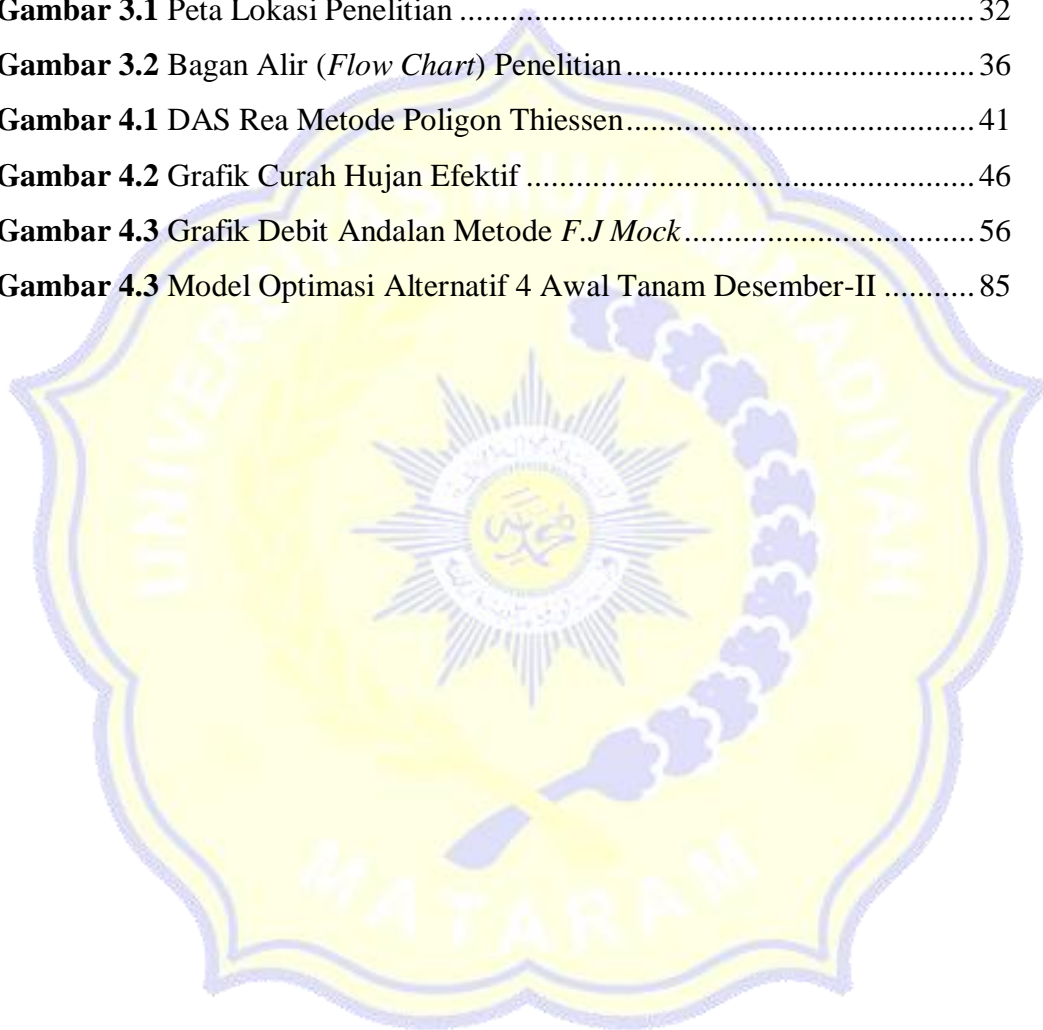 Gambar 3.1 Peta Lokasi Penelitian ................................................................ 32
Gambar 3.2 Bagan Alir (Flow Chart) Penelitian ........................................... 36
Gambar 4.1 DAS Rea Metode Poligon Thiessen........................................... 41
Gambar 4.2 Grafik Curah Hujan Efektif ....................................................... 46
Gambar 4.3 Grafik Debit Andalan Metode F.J Mock.................................... 56
Gambar 4.3 Model Optimasi Alternatif 4 Awal Tanam Desember-II ........... 85
UNIVERSITAS MUHAMMADIYAH
MATARAM